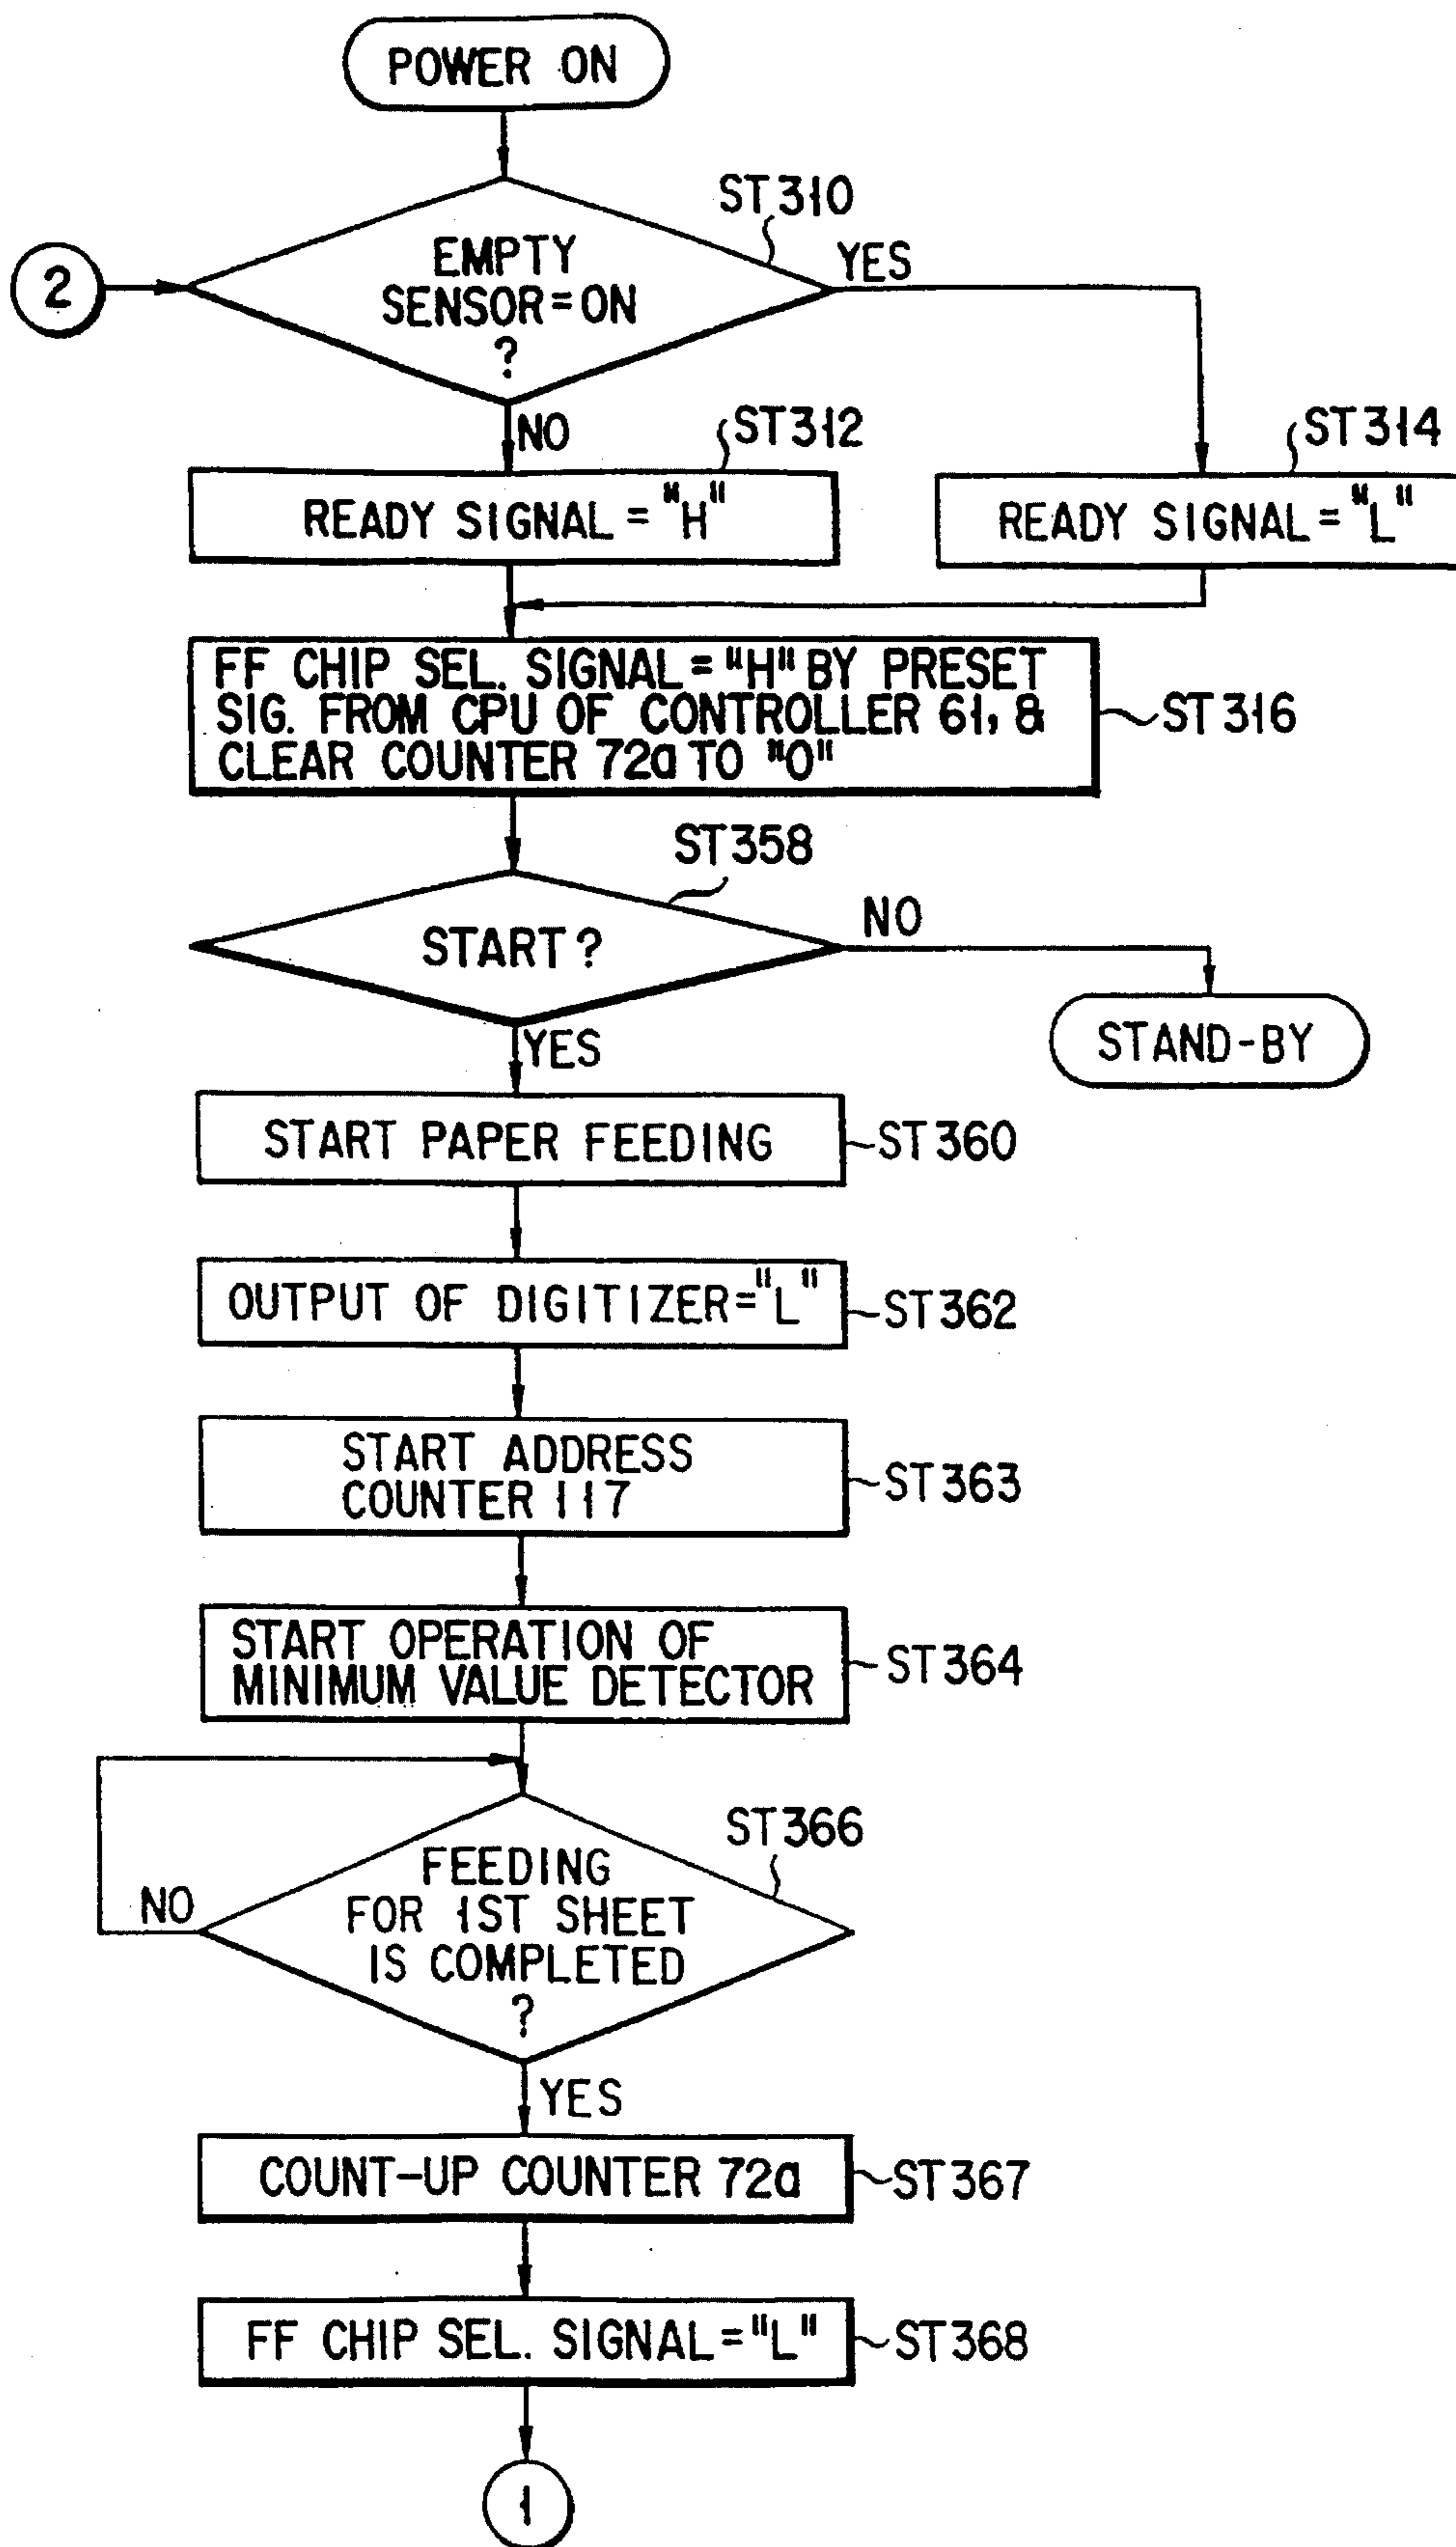 POWER ON
ST310
2
EMPTY
SENSOR=ON
?
YES
NO
ST312
ST314
READY SIGNAL="H"
READY SIGNAL="L"
FF CHIP SEL. SIGNAL="H" BY PRESET
SIG. FROM CPU OF CONTROLLER 61, &
CLEAR COUNTER 72a TO "0"
ST316
ST358
START?
NO
YES
STAND-BY
START PAPER FEEDING
ST360
OUTPUT OF DIGITIZER="L"
ST362
START ADDRESS
COUNTER 117
ST363
START OPERATION OF
MINIMUM VALUE DETECTOR
ST364
ST366
FEEDING
FOR 1ST SHEET
IS COMPLETED
?
NO
YES
COUNT-UP COUNTER 72a
ST367
FF CHIP SEL. SIGNAL="L"
ST368
1